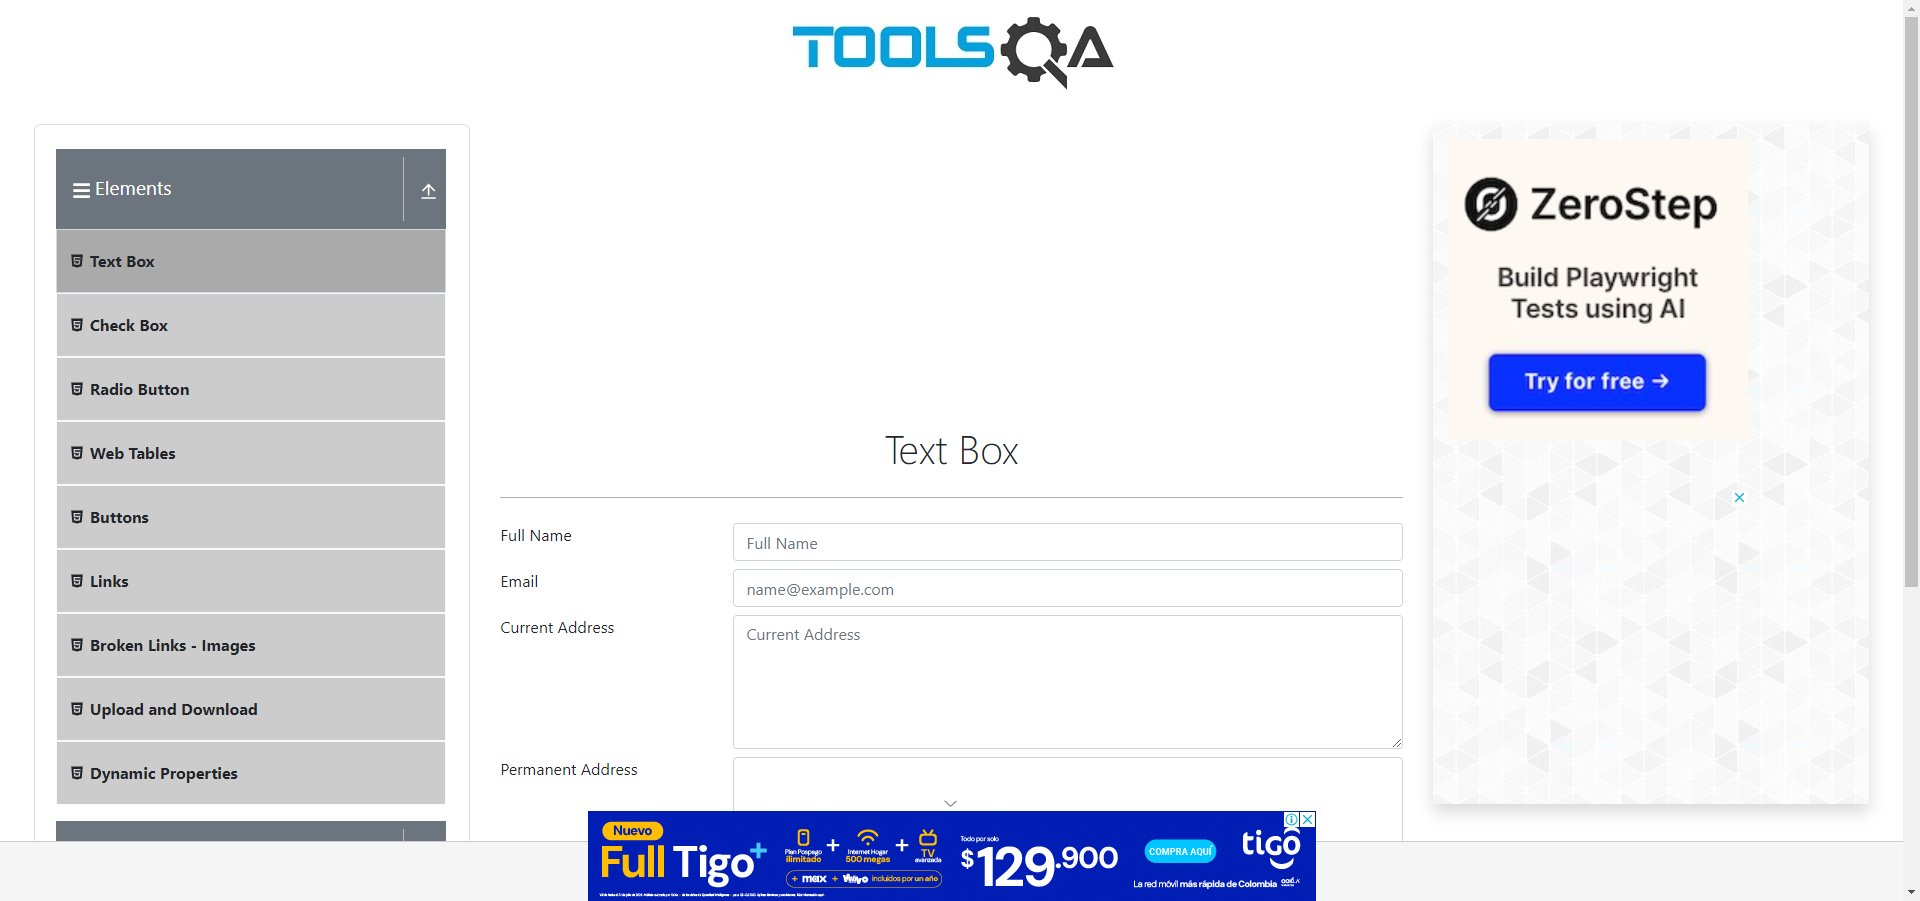 TOOLSQA
Elements
Text Box
Check Box
Radio Button
Web Tables
Buttons
Links
Broken Links - Images
Upload and Download
Dynamic Properties
Text Box
Full Name
Full Name
Email
name@example.com
Current Address
Current Address
Permanent Address
ZeroStep
Build Playwright
Tests using AI
Try for free →
Nuevo
Full Tigo+
Plan Pospago
ilimitado
+
Internet Hogar
500 megas
+
TV
avanzada
+ max + incluidos por un año
Todo por solo
$129.900
COMPRA AQUÍ
tigo
La red móvil más rápida de Colombia